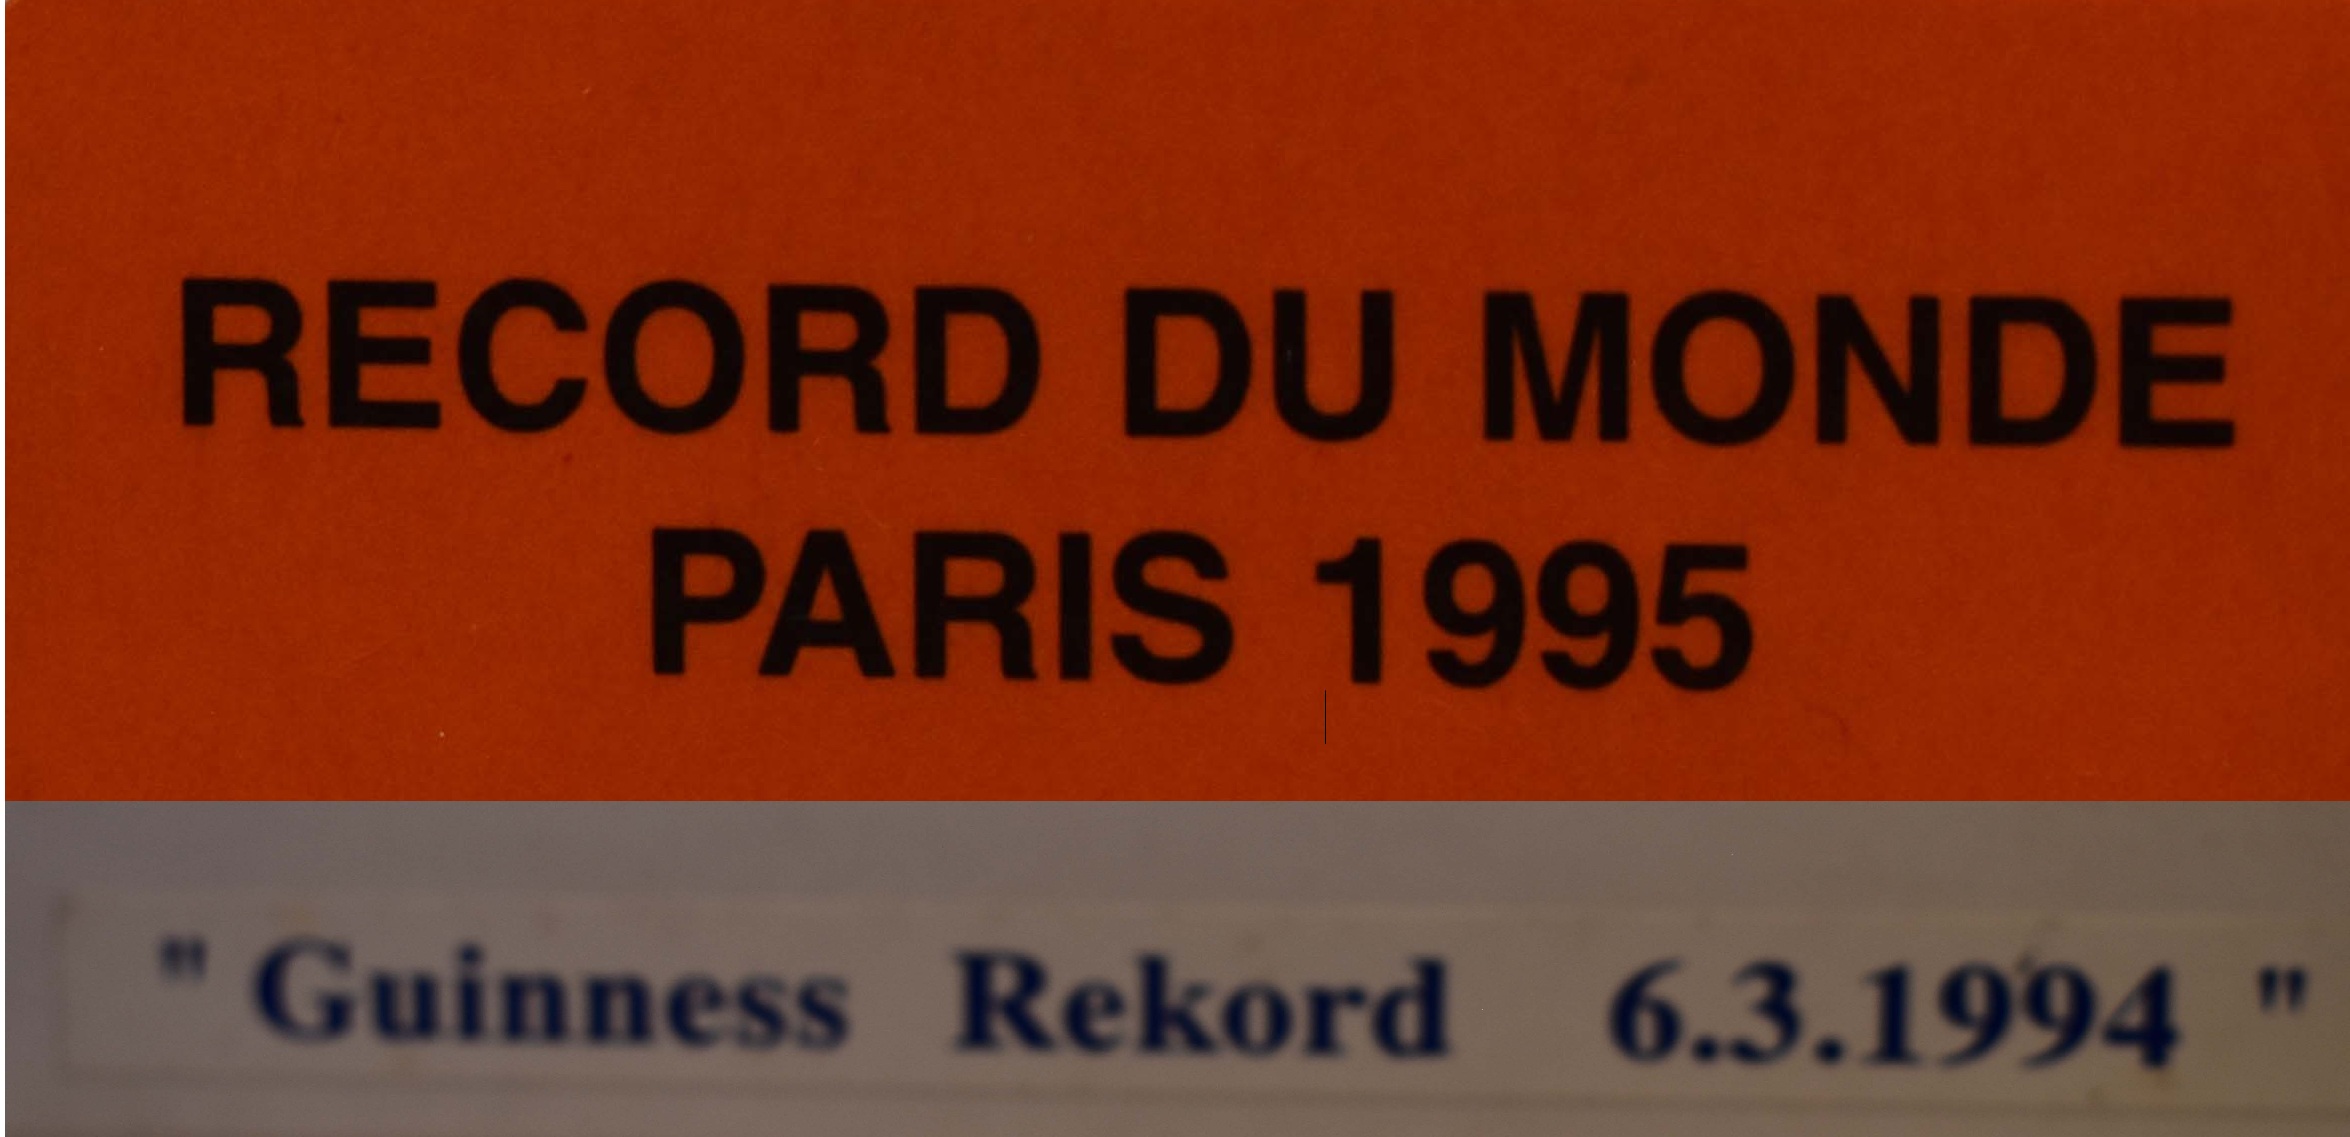 RECORD DU MONDE
PARIS 1995
" Guinness Rekord 6.3.1994 "